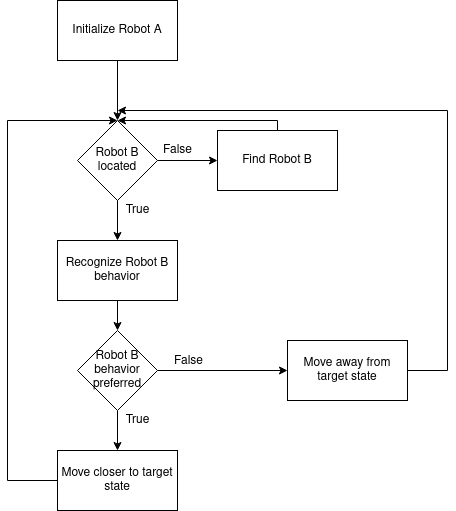 Initialize Robot A
Robot B
located
False
Find Robot B
True
Recognize Robot B
behavior
Robot B
behavior
preferred
False
Move away from
target state
True
Move closer to target
state